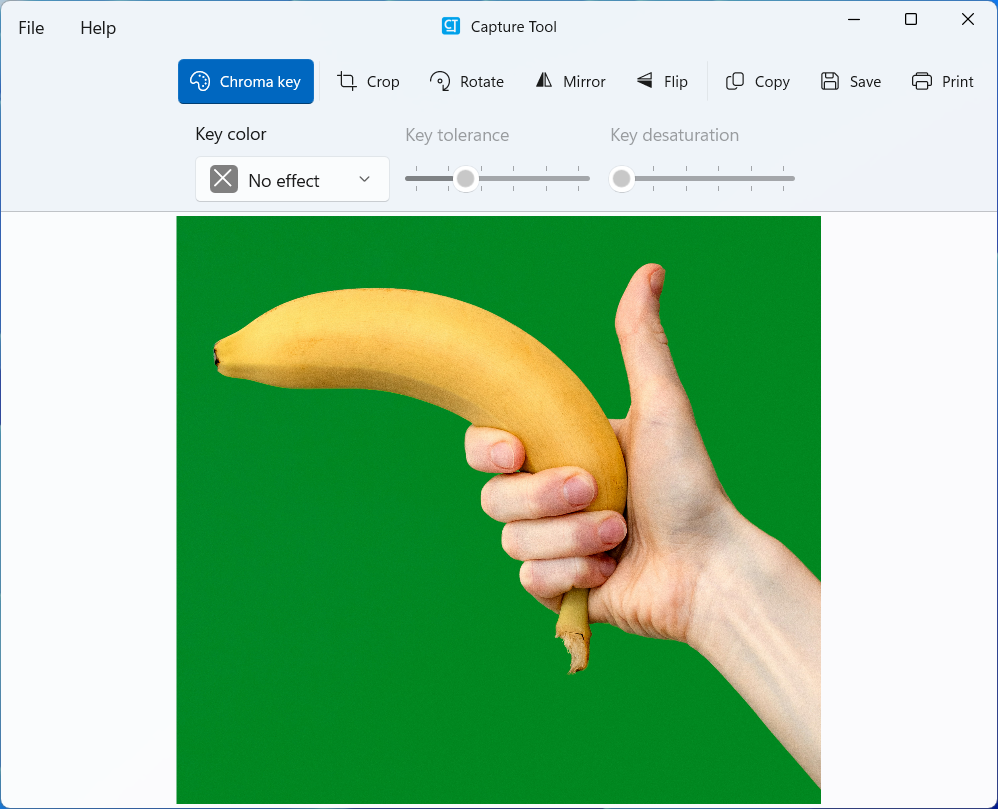 File Help CT Capture Tool
Chroma key Crop Rotate Mirror Flip Copy Save Print
Key color Key tolerance Key desaturation
No effect